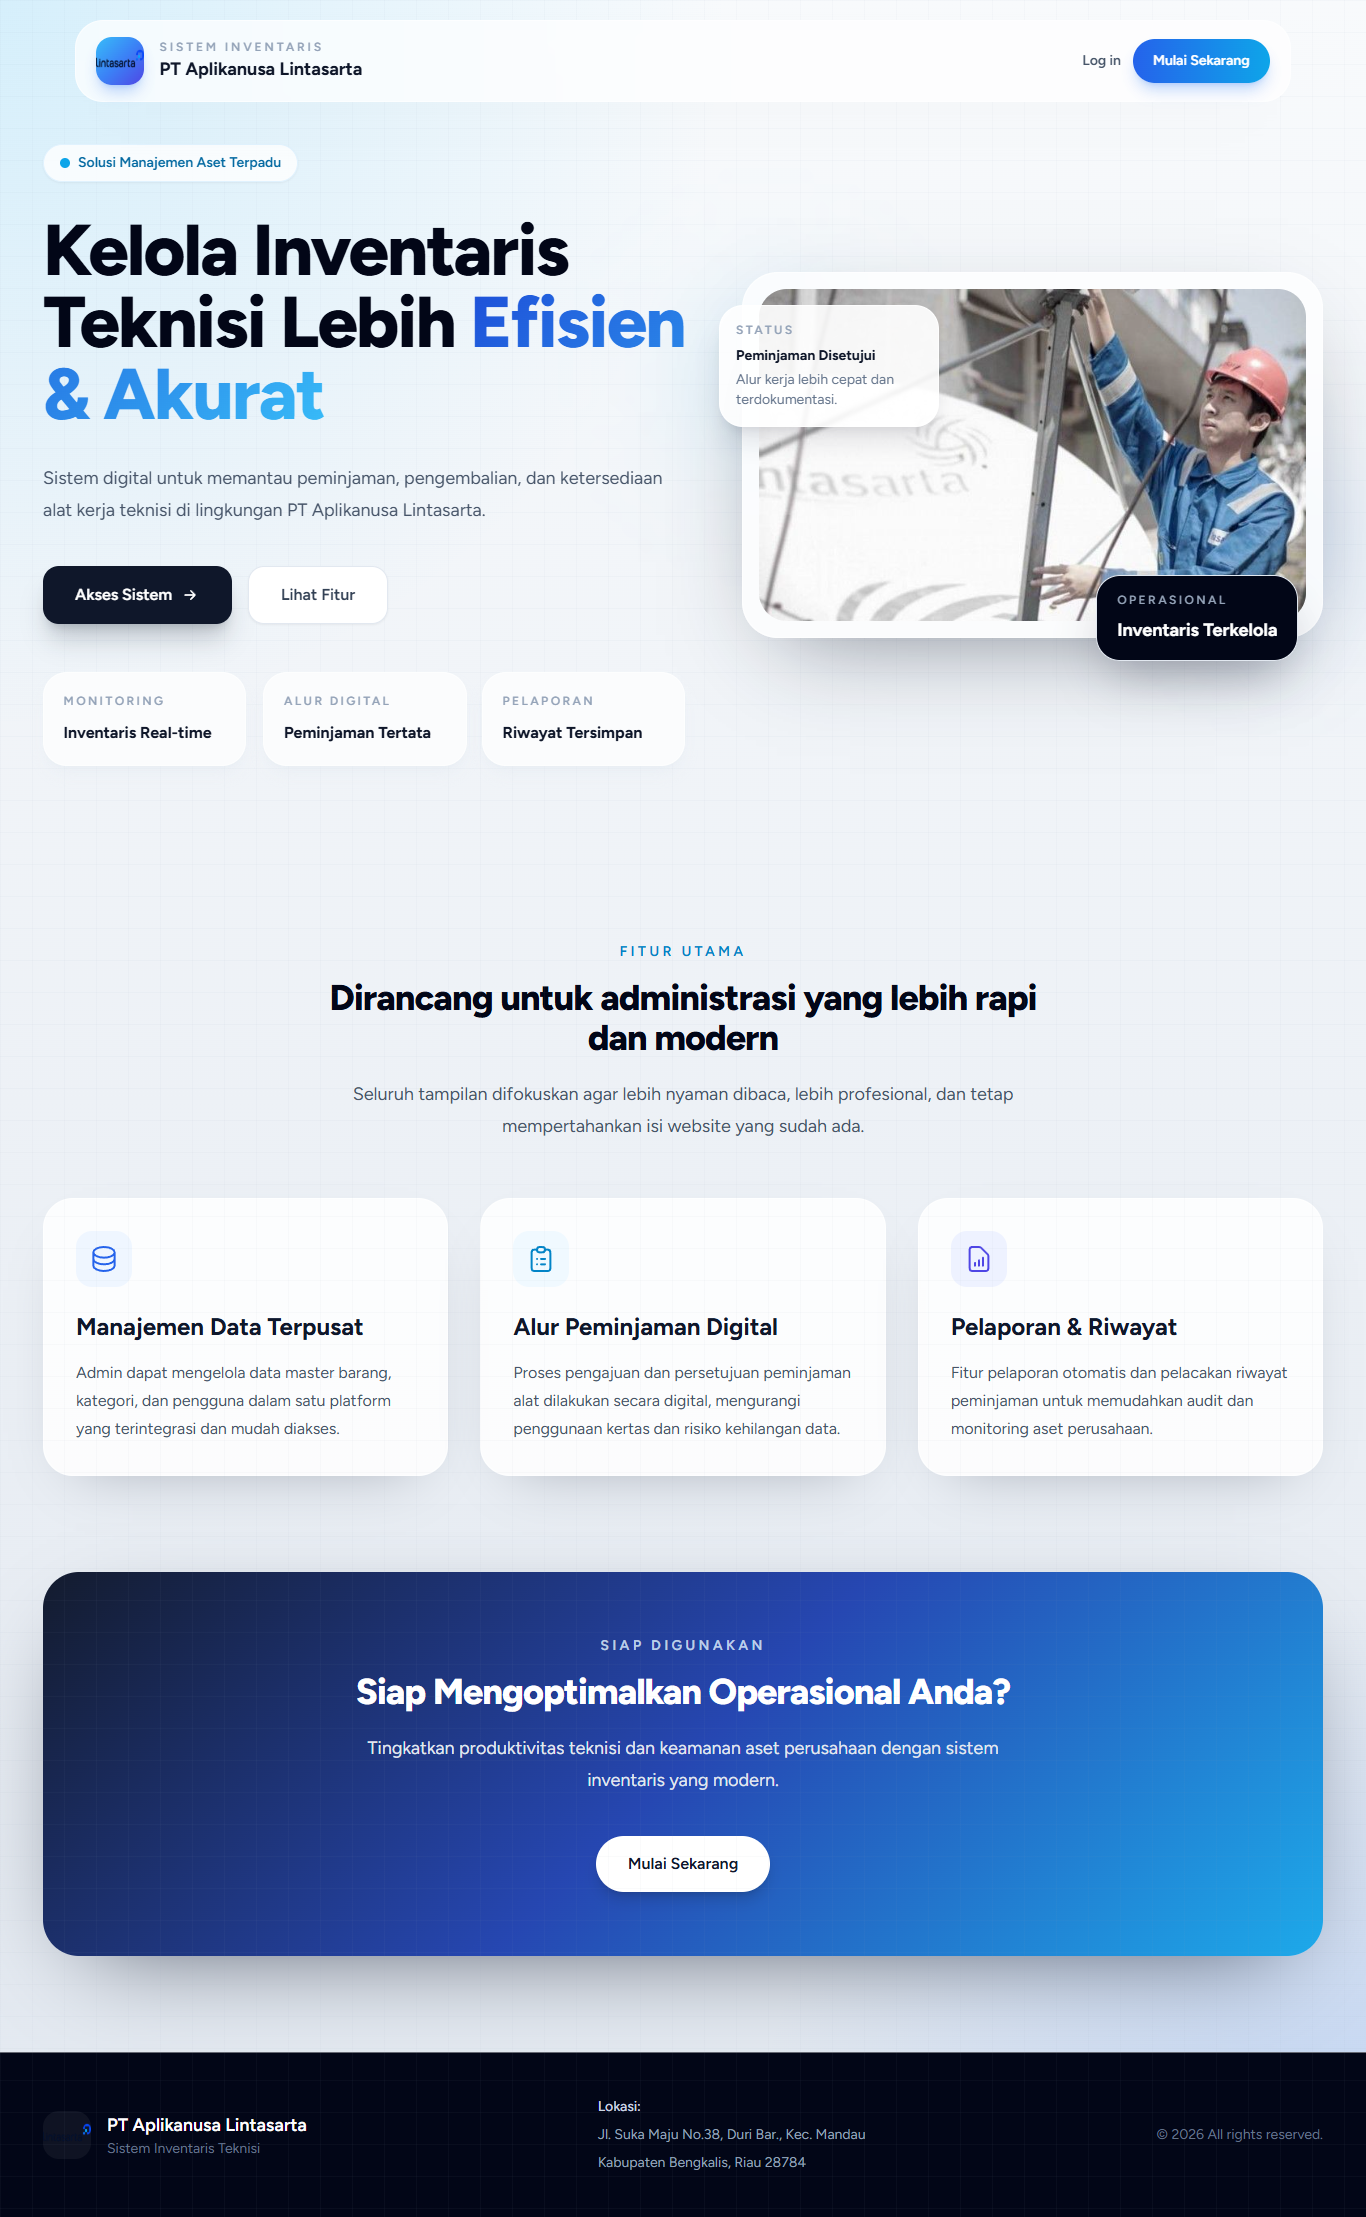 lintasarta
SISTEM INVENTARIS
PT Aplikanusa Lintasarta
Log in
Mulai Sekarang
Solusi Manajemen Aset Terpadu
Kelola Inventaris
Teknisi Lebih Efisien
& Akurat
Sistem digital untuk memantau peminjaman, pengembalian, dan ketersediaan
alat kerja teknisi di lingkungan PT Aplikanusa Lintasarta.
Akses Sistem →
Lihat Fitur
MONITORING
Inventaris Real-time
ALUR DIGITAL
Peminjaman Tertata
PELAPORAN
Riwayat Tersimpan
STATUS
Peminjaman Disetujui
Alur kerja lebih cepat dan
terdokumentasi.
ntasarta
OPERASIONAL
Inventaris Terkelola
FITUR UTAMA
Dirancang untuk administrasi yang lebih rapi
dan modern
Seluruh tampilan difokuskan agar lebih nyaman dibaca, lebih profesional, dan tetap
mempertahankan isi website yang sudah ada.
Manajemen Data Terpusat
Admin dapat mengelola data master barang,
kategori, dan pengguna dalam satu platform
yang terintegrasi dan mudah diakses.
Alur Peminjaman Digital
Proses pengajuan dan persetujuan peminjaman
alat dilakukan secara digital, mengurangi
penggunaan kertas dan risiko kehilangan data.
Pelaporan & Riwayat
Fitur pelaporan otomatis dan pelacakan riwayat
peminjaman untuk memudahkan audit dan
monitoring aset perusahaan.
SIAP DIGUNAKAN
Siap Mengoptimalkan Operasional Anda?
Tingkatkan produktivitas teknisi dan keamanan aset perusahaan dengan sistem
inventaris yang modern.
Mulai Sekarang
PT Aplikanusa Lintasarta
Sistem Inventaris Teknisi
Lokasi:
Jl. Suka Maju No.38, Duri Bar., Kec. Mandau
Kabupaten Bengkalis, Riau 28784
© 2026 All rights reserved.